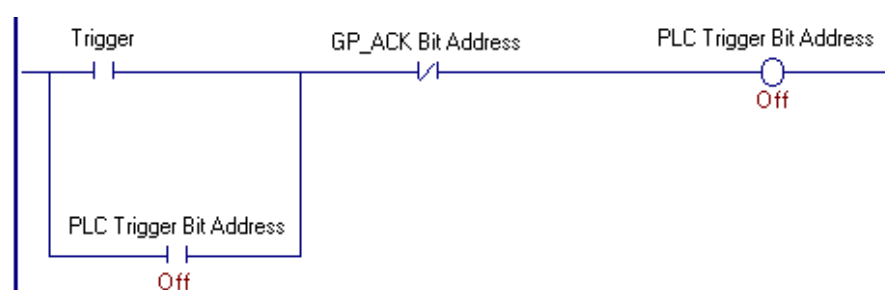 Trigger
GP_ACK Bit Address
PLC Trigger Bit Address
Off
PLC Trigger Bit Address
Off